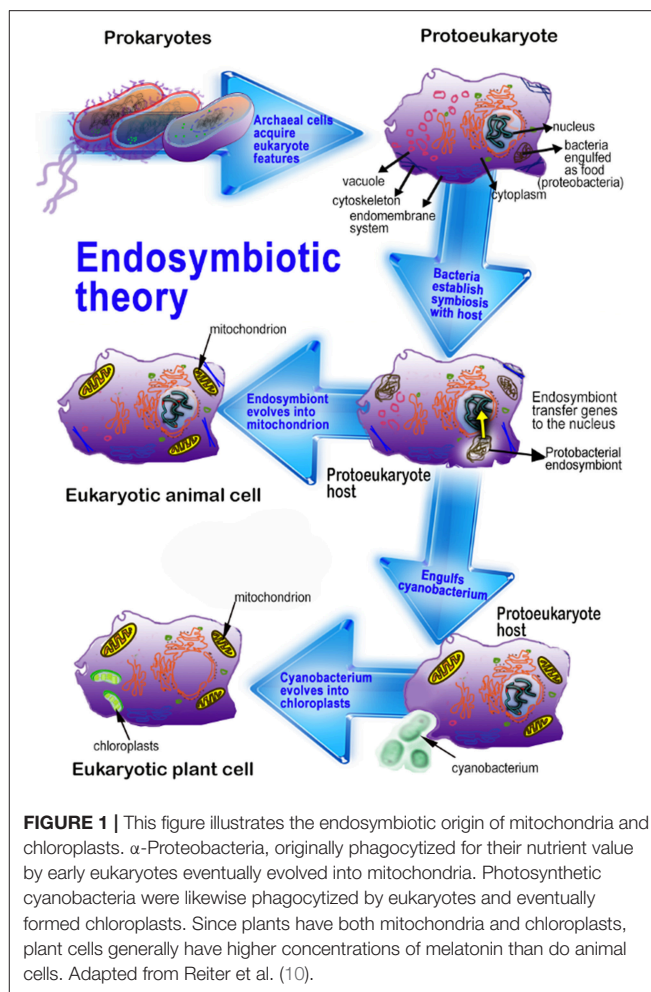 Prokaryotes
Protoeukaryote
Archaeal cells
acquire
eukaryote
features
nucleus
bacteria
engulfed
as food
(proteobacteria)
vacuole
cytoskeleton
endomembrane
system
cytoplasm
Endosymbiotic
theory
Bacteria
establish
symbiosis
with host
mitochondrion
Endosymbiont
evolves into
mitochondrion
Endosymbiont
transfer genes
to the nucleus
Protobacterial
endosymbiont
Protoeukaryote
host
Eukaryotic animal cell
Engulfs
cyanobacterium
mitochondrion
Protoeukaryote
host
Cyanobacterium
evolves into
chloroplasts
chloroplasts
Eukaryotic plant cell
cyanobacterium
FIGURE 1 | This figure illustrates the endosymbiotic origin of mitochondria and
chloroplasts. α-Proteobacteria, originally phagocytized for their nutrient value
by early eukaryotes eventually evolved into mitochondria. Photosynthetic
cyanobacteria were likewise phagocytized by eukaryotes and eventually
formed chloroplasts. Since plants have both mitochondria and chloroplasts,
plant cells generally have higher concentrations of melatonin than do animal
cells. Adapted from Reiter et al. (10).